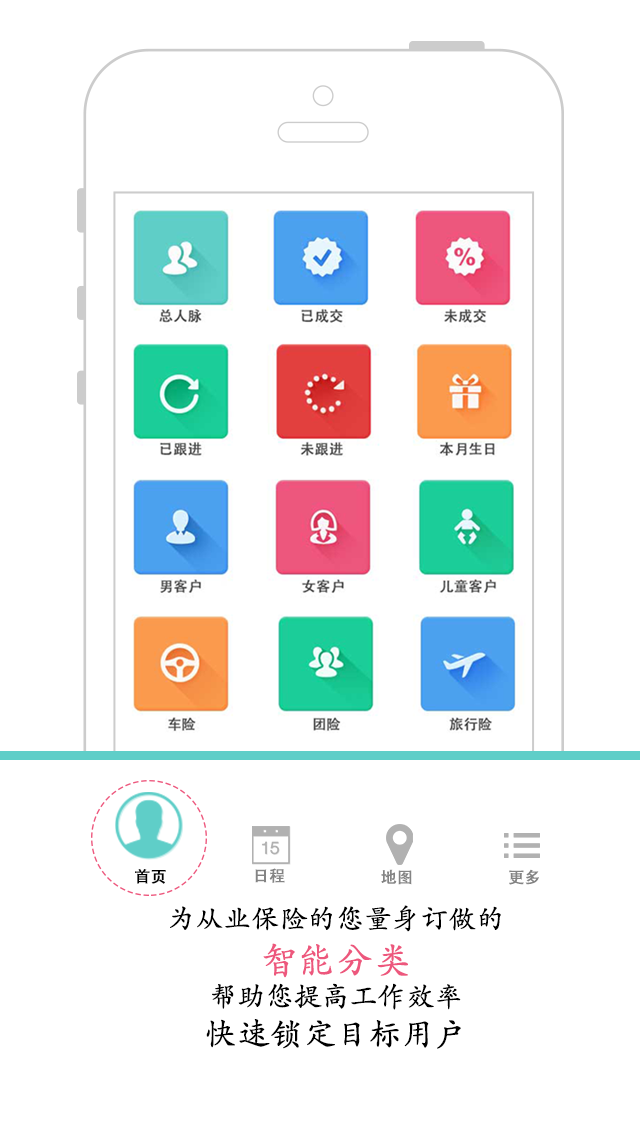 总人脉
已成交
%
未成交
已跟进
未跟进
本月生日
男客户
女客户
儿童客户
车险
团险
旅行险
首页
15
日程
地图
更多
为从业保险的您量身订做的
智能分类
帮助您提高工作效率
快速锁定目标用户